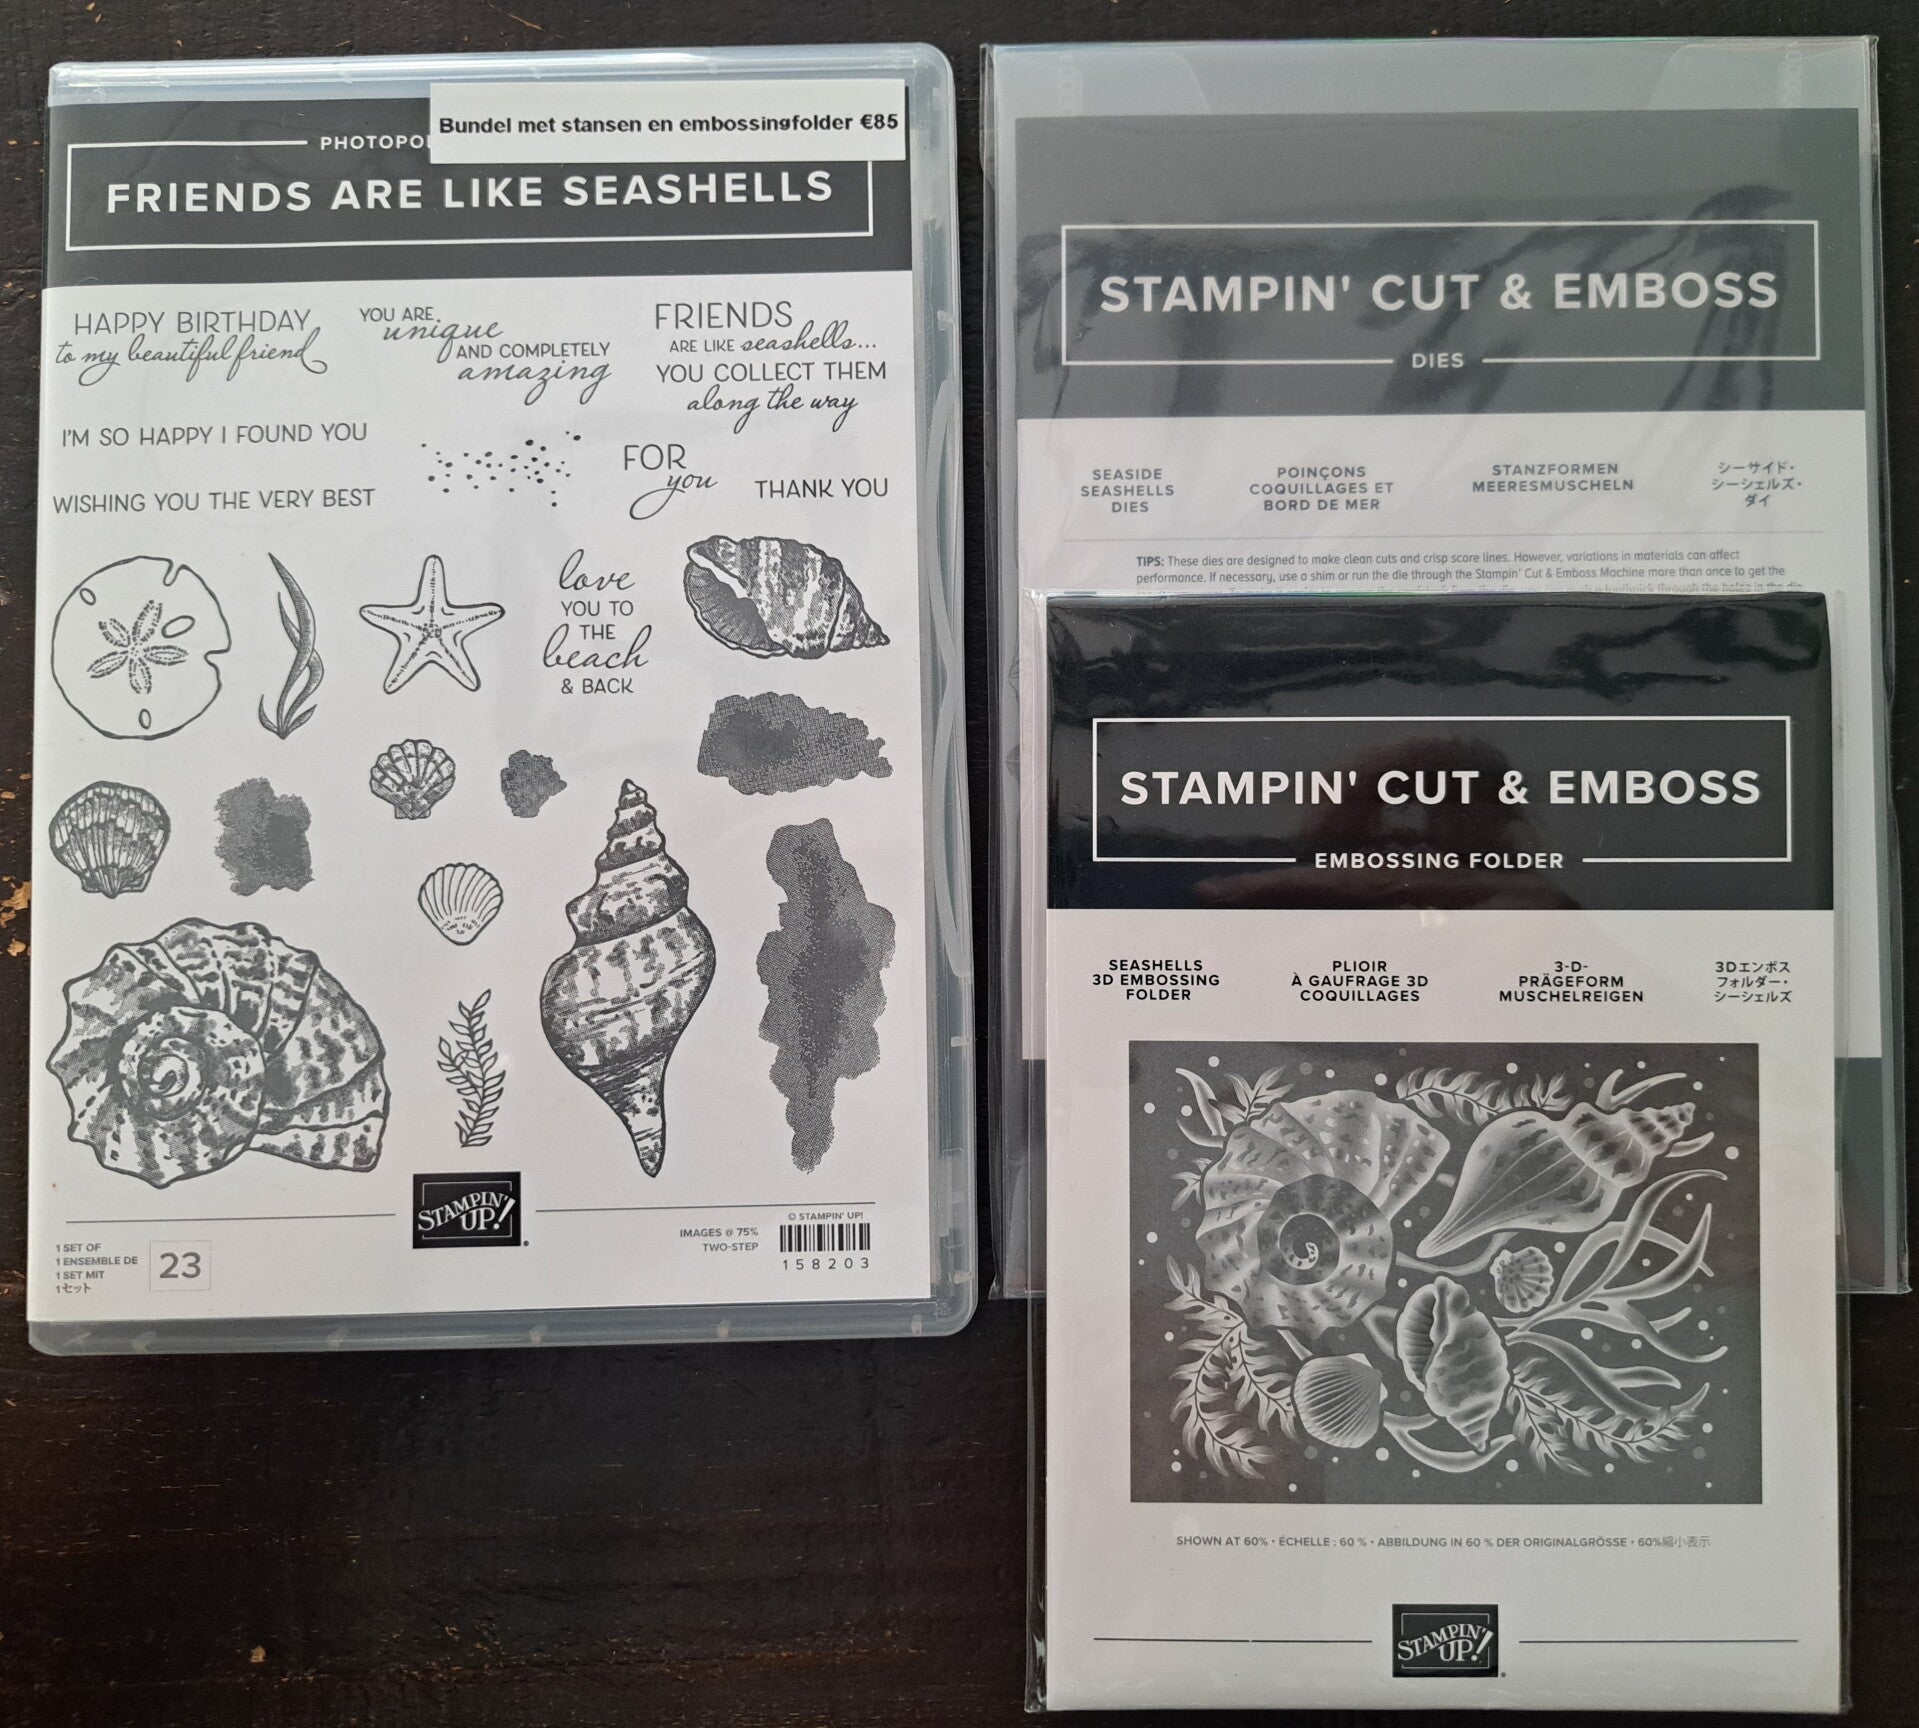 Bundel met stansen en embossingfolder €85
FRIENDS ARE LIKE SEASHELLS
HAPPY BIRTHDAY
to my beautiful friend
YOU ARE
unique
AND COMPLETELY
amazing
FRIENDS
ARE LIKE seashells...
YOU COLLECT THEM
along the way
I'M SO HAPPY I FOUND YOU
FOR
you
WISHING YOU THE VERY BEST
THANK YOU
love
YOU TO
THE
beach
& BACK
STAMPIN' UP!
© STAMPIN' UP!
IMAGES @ 75%
TWO-STEP
158203
1 SET OF
1 ENSEMBLE DE
1 SET MIT
1セット
23
STAMPIN' CUT & EMBOSS
DIES
SEASIDE
SEASHELLS
DIES
POINÇONS
COQUILLAGES ET
BORD DE MER
STANZFORMEN
MEERESMUSCHELN
シーサイド・
シーシェルズ・
ダイ
TIPS: These dies are designed to make clean cuts and crisp score lines. However, variations in materials can affect
performance. If necessary, use a shim or run the die through the Stampin' Cut & Emboss Machine more than once to get the
STAMPIN' CUT & EMBOSS
EMBOSSING FOLDER
SEASHELLS
3D EMBOSSING
FOLDER
PLIOIR
À GAUFRAGE 3D
COQUILLAGES
3-D-
PRÄGEFORM
MUSCHELREIGEN
3Dエンボス
フォルダー・
シーシェルズ
SHOWN AT 60% • ÉCHELLE : 60 % • ABBILDUNG IN 60 % DER ORIGINALGRÖSSE • 60%縮小表示
STAMPIN' UP!